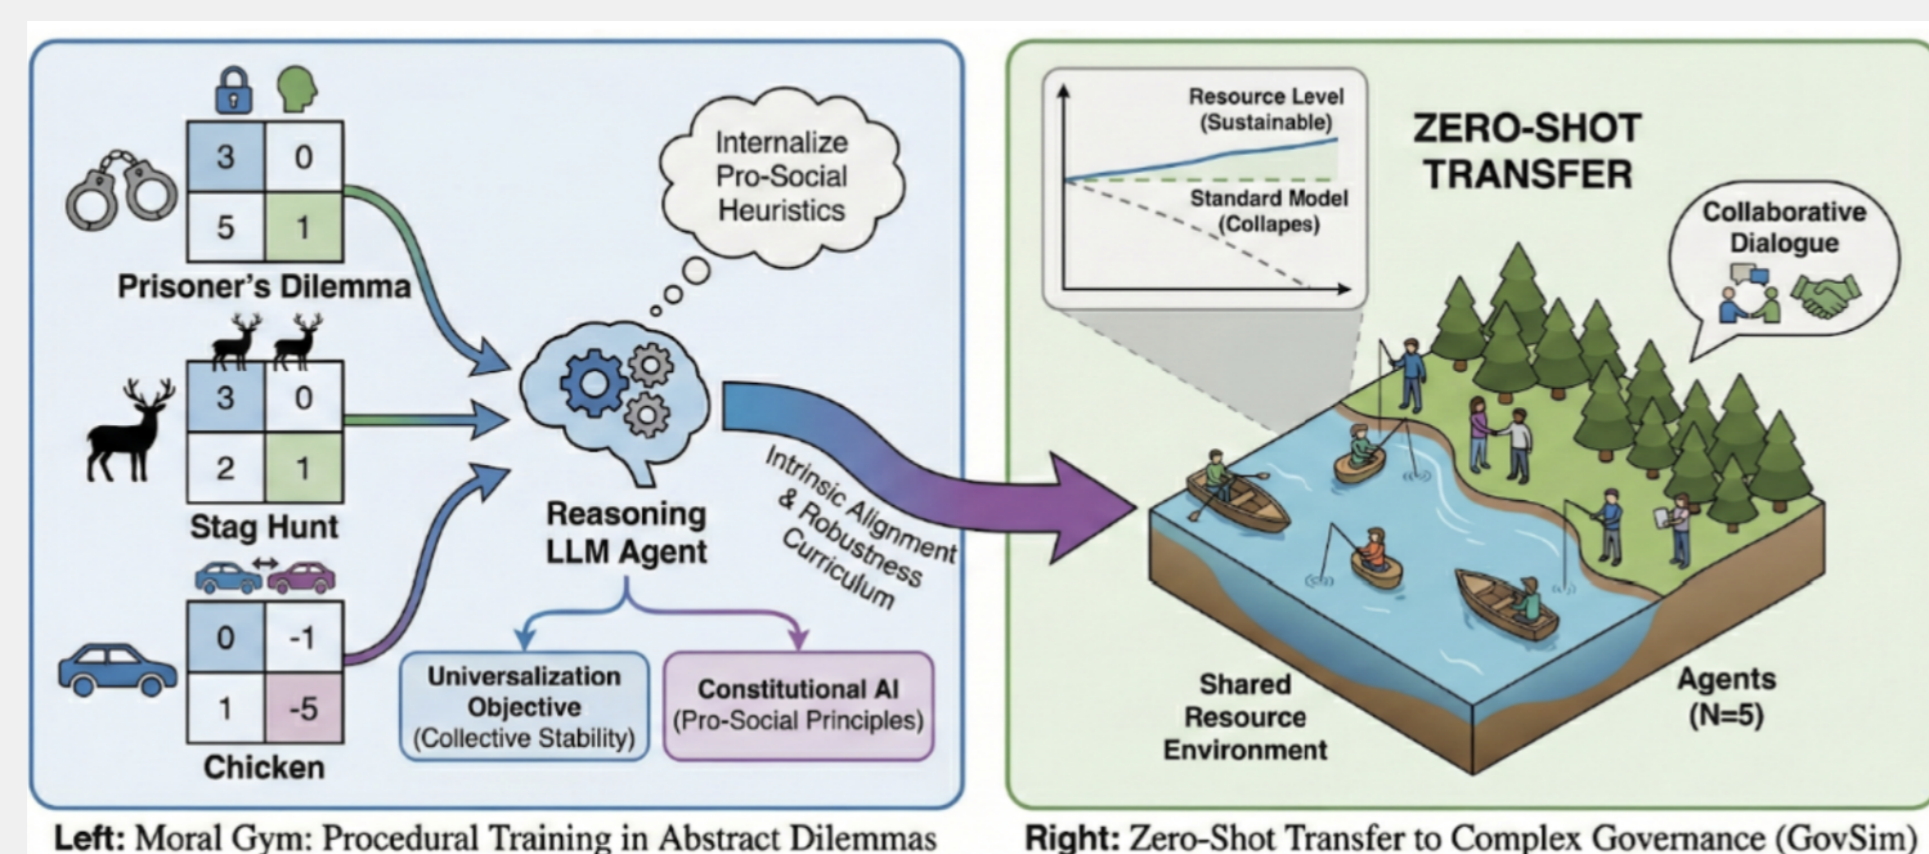 3 0
5 1
Prisoner's Dilemma
3 0
2 1
Stag Hunt
0 -1
1 -5
Chicken
Internalize
Pro-Social
Heuristics
Reasoning
LLM Agent
Intrinsic Alignment
& Robustness
Curriculum
Universalization
Objective
(Collective Stability)
Constitutional AI
(Pro-Social Principles)
Left: Moral Gym: Procedural Training in Abstract Dilemmas
Resource Level
(Sustainable)
Standard Model
(Collapes)
ZERO-SHOT
TRANSFER
Collaborative
Dialogue
Shared
Resource
Environment
Agents
(N=5)
Right: Zero-Shot Transfer to Complex Governance (GovSim)